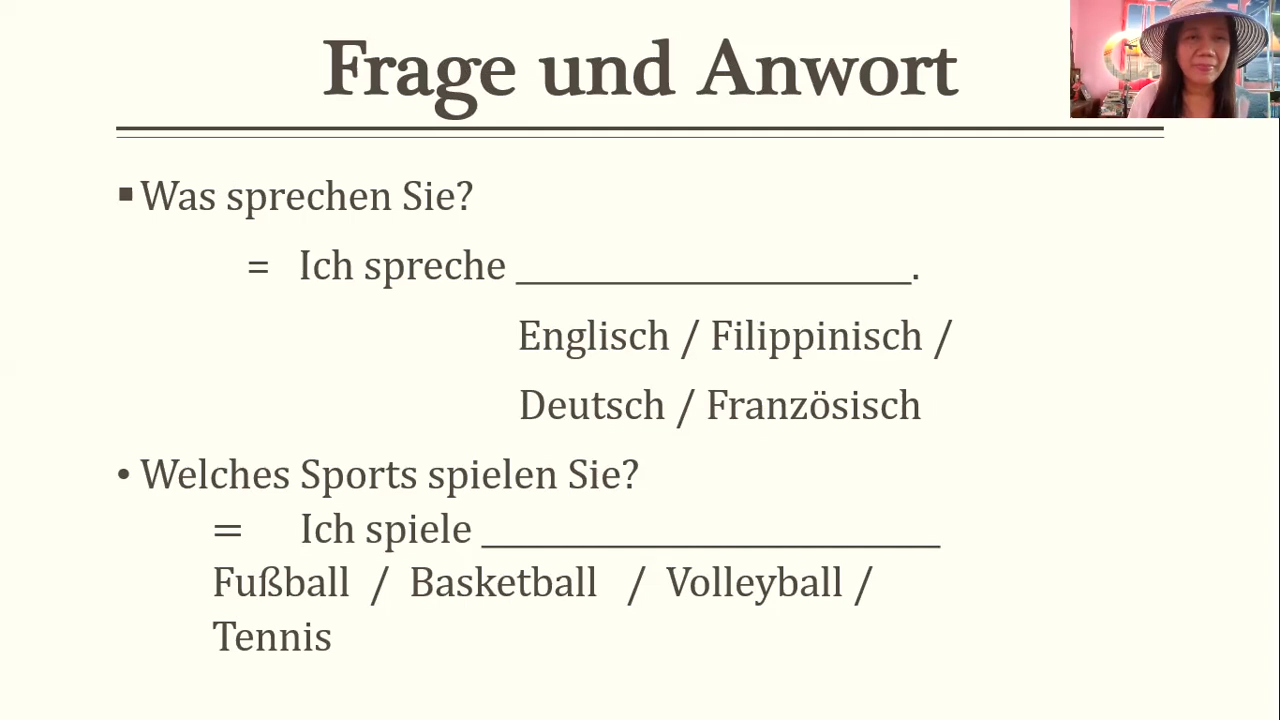 Frage und Anwort
▪ Was sprechen Sie?
= Ich spreche ___________________.
Englisch / Filippinisch /
Deutsch / Französisch
• Welches Sports spielen Sie?
= Ich spiele ______________________
Fußball / Basketball / Volleyball /
Tennis